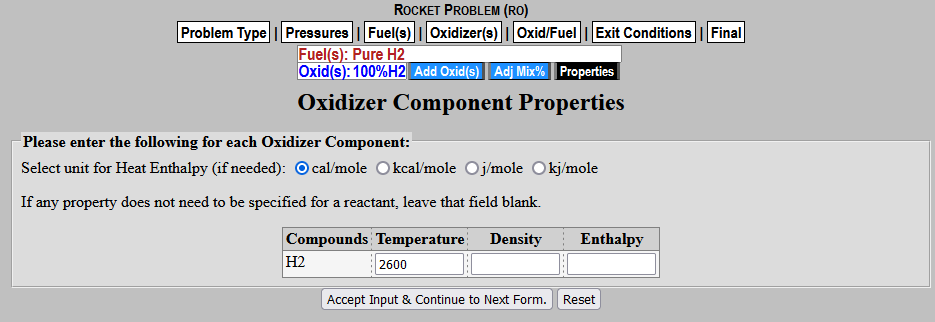 ROCKET PROBLEM (RO)
Problem Type | Pressures | Fuel(s) | Oxidizer(s) | Oxid/Fuel | Exit Conditions | Final
Fuel(s): Pure H2
Oxid(s): 100%H2 Add Oxid(s) Adj Mix% Properties
Oxidizer Component Properties
Please enter the following for each Oxidizer Component:
Select unit for Heat Enthalpy (if needed): cal/mole kcal/mole j/mole kj/mole
If any property does not need to be specified for a reactant, leave that field blank.
Compounds Temperature Density Enthalpy
H2 2600
Accept Input & Continue to Next Form. Reset